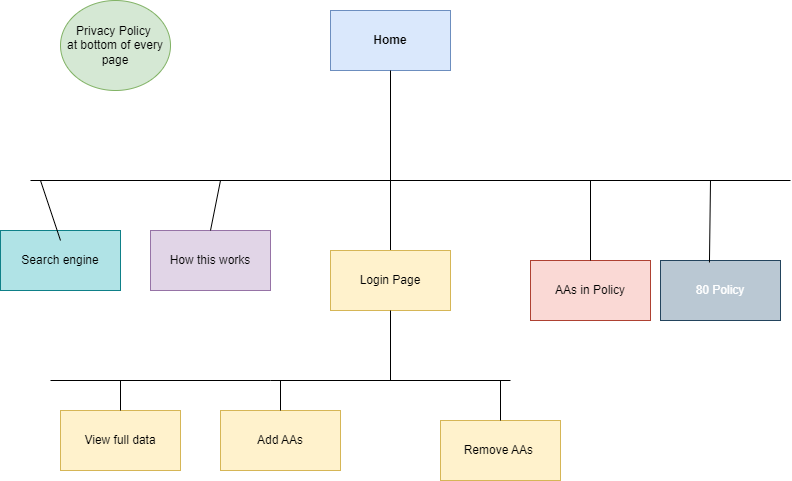 Privacy Policy
at bottom of every
page
Home
Search engine
How this works
Login Page
AAs in Policy
80 Policy
View full data
Add AAs
Remove AAs